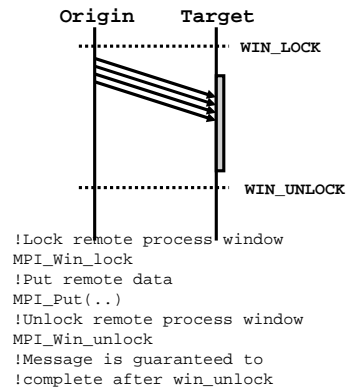 Origin Target
WIN_LOCK
WIN_UNLOCK
!Lock remote process window
MPI_Win_lock
!Put remote data
MPI_Put(..)
!Unlock remote process window
MPI_Win_unlock
!Message is guaranteed to
!complete after win_unlock